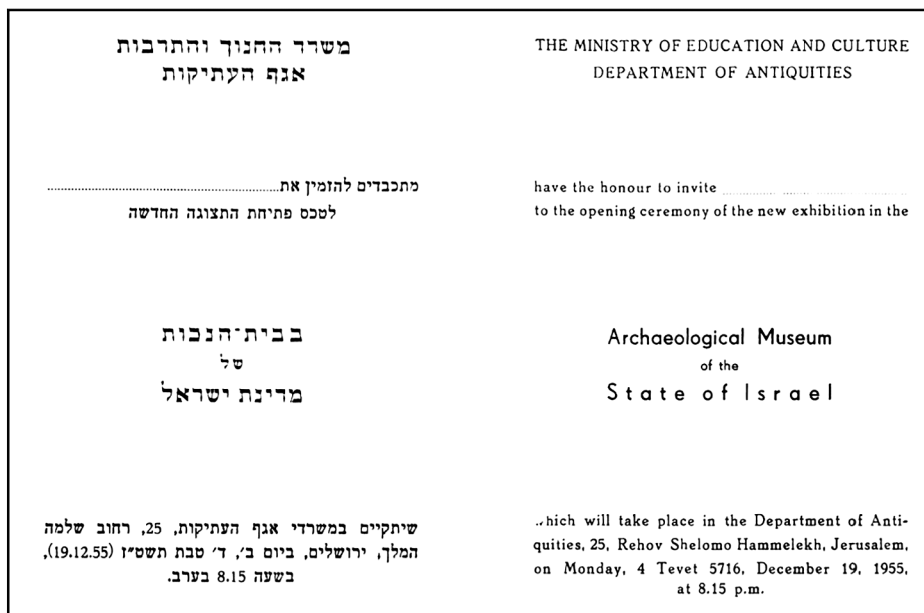 משרד החנוך והתרבות
אגף העתיקות
מתכבדים להזמין את
לטכס פתיחת התצוגה החדשה
בבית־הנכות
של
מדינת ישראל
שיתקיים במשרדי אגף העתיקות, 25, רחוב שלמה
המלך, ירושלים, ביום ב׳, ד׳ טבת תשט״ז (19.12.55),
בשעה 8.15 בערב.
THE MINISTRY OF EDUCATION AND CULTURE
DEPARTMENT OF ANTIQUITIES
have the honour to invite
to the opening ceremony of the new exhibition in the
Archaeological Museum
of the
State of Israel
which will take place in the Department of Anti-
quities, 25, Rehov Shelomo Hammelekh, Jerusalem,
on Monday, 4 Tevet 5716, December 19, 1955,
at 8.15 p.m.